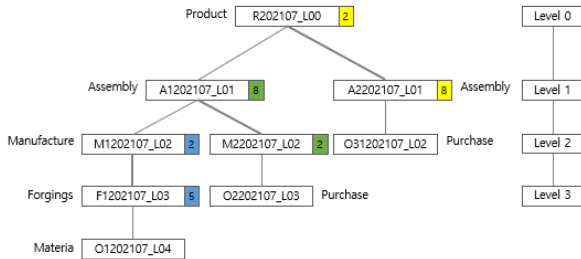 Product R202107_L00 2 Level 0
Assembly A1202107_L01 8 A2202107_L01 8 Assembly Level 1
Manufacture M1202107_L02 2 M2202107_L02 2 O31202107_L02 Purchase Level 2
Forgings F1202107_L03 5 O2202107_L03 Purchase Level 3
Materia O1202107_L04